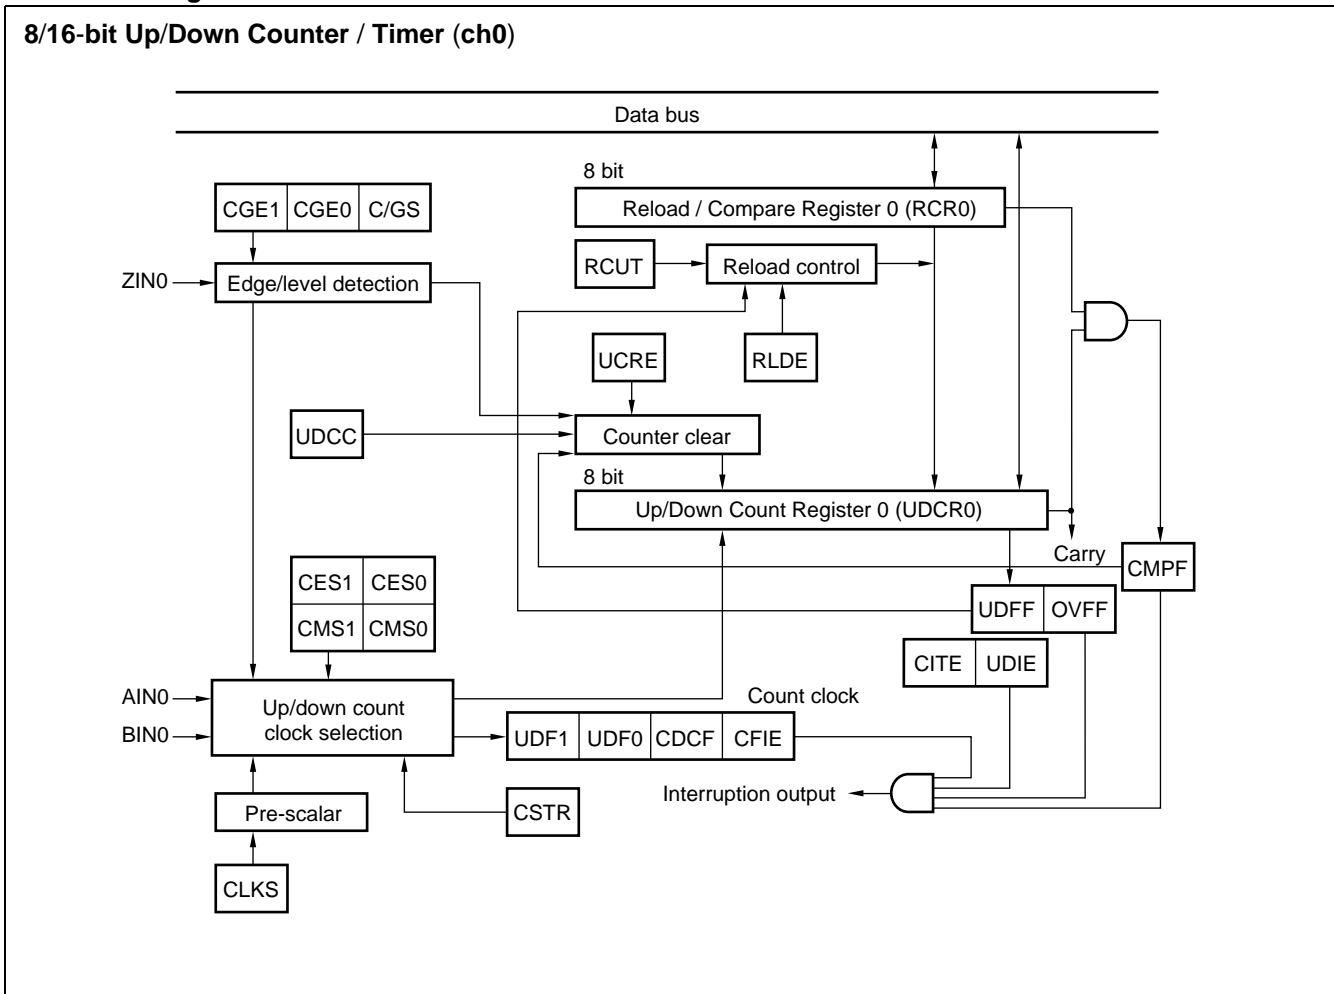 8/16-bit Up/Down Counter / Timer (ch0)
Data bus
8 bit
CGE1 CGE0 C/GS
Reload / Compare Register 0 (RCR0)
ZIN0
Edge/level detection
RCUT
Reload control
UCRE
RLDE
UDCC
Counter clear
8 bit
Up/Down Count Register 0 (UDCR0)
Carry
CMPF
CES1 CES0
CMS1 CMS0
UDFF OVFF
CITE UDIE
AIN0
BIN0
Up/down count
clock selection
Count clock
UDF1 UDF0 CDCF CFIE
Interruption output
Pre-scalar
CSTR
CLKS